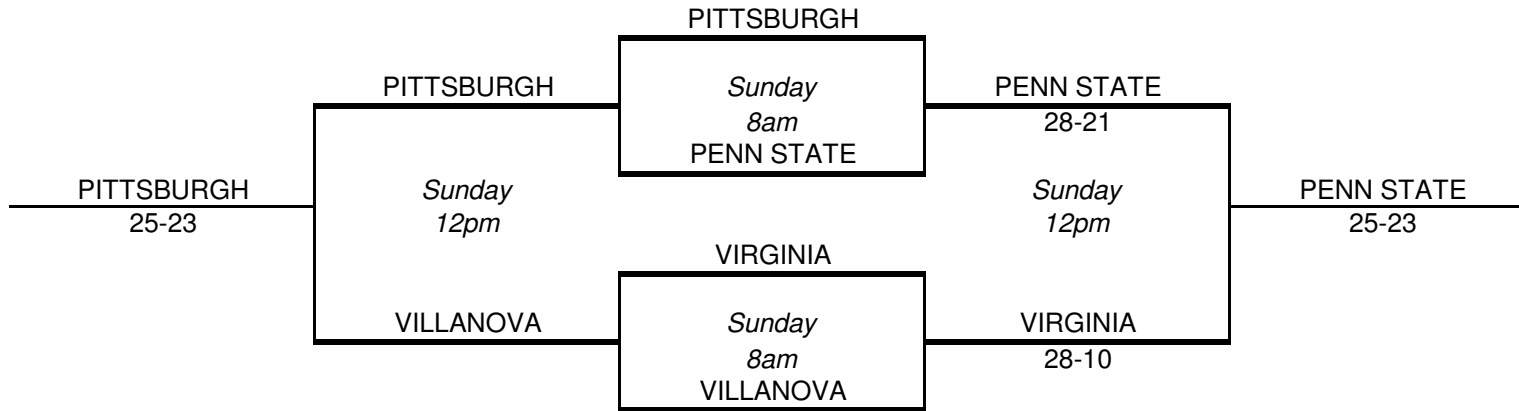 PITTSBURGH
PITTSBURGH Sunday PENN STATE
8am 28-21
PENN STATE
PITTSBURGH Sunday Sunday PENN STATE
25-23 12pm 12pm 25-23
VIRGINIA
VILLANOVA Sunday VIRGINIA
8am 28-10
VILLANOVA